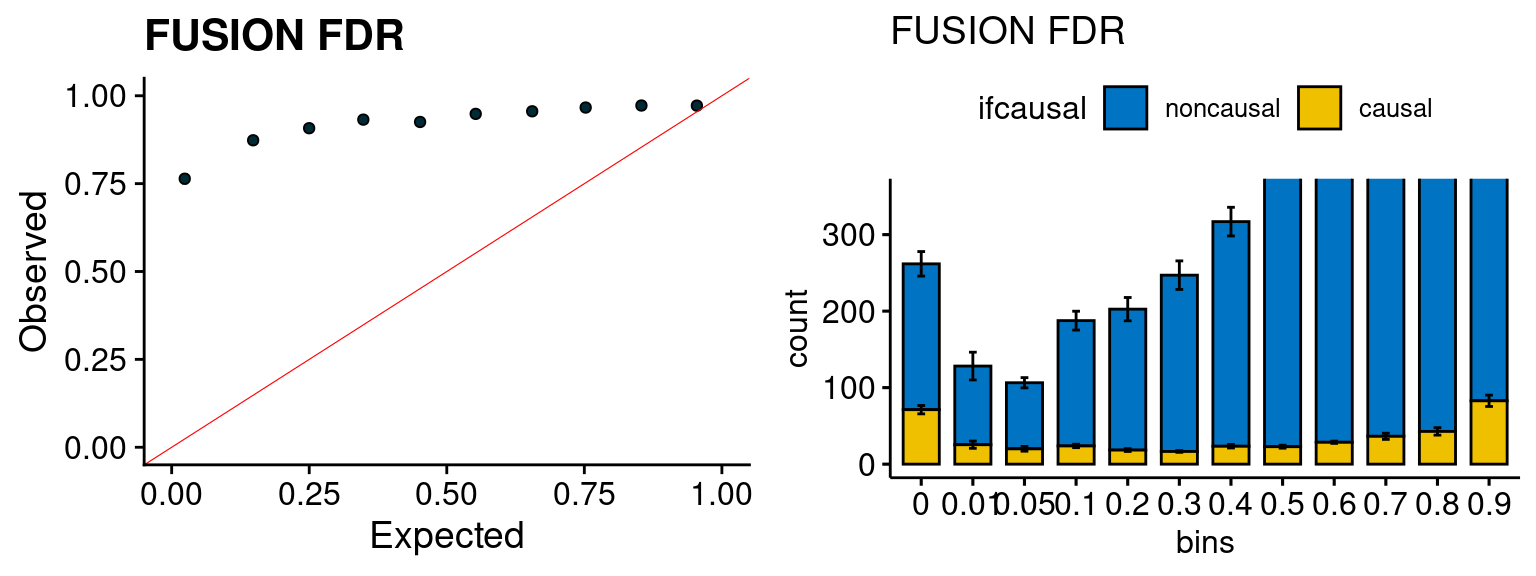 FUSION FDR
1.00
0.75
0.50
0.25
0.00
Observed
0.00 0.25 0.50 0.75 1.00
Expected
FUSION FDR
ifcausal noncausal causal
300
200
100
0
count
0 0.01 0.05 0.1 0.2 0.3 0.4 0.5 0.6 0.7 0.8 0.9
bins